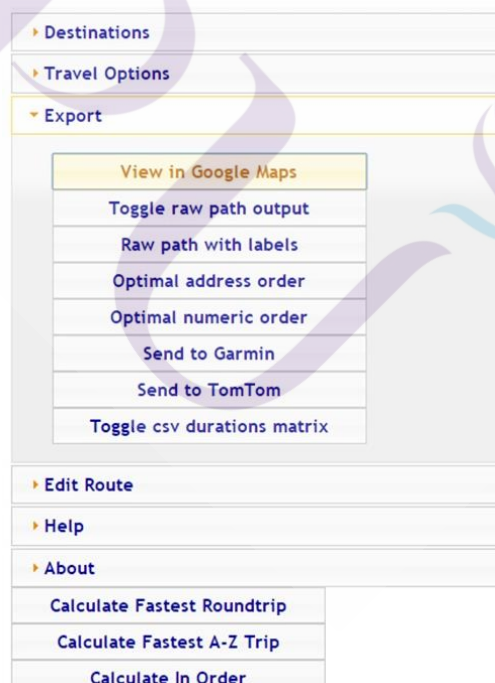 Destinations
Travel Options
Export
View in Google Maps
Toggle raw path output
Raw path with labels
Optimal address order
Optimal numeric order
Send to Garmin
Send to TomTom
Toggle csv durations matrix
Edit Route
Help
About
Calculate Fastest Roundtrip
Calculate Fastest A-Z Trip
Calculate In Order